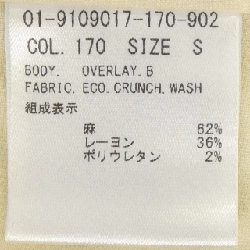 01-9109017-170-902
COL. 170 SIZE S
BODY. OVERLAY.B
FABRIC. ECO.CRUNCH.WASH
組成表示
麻 62%
レーヨン 36%
ポリウレタン 2%